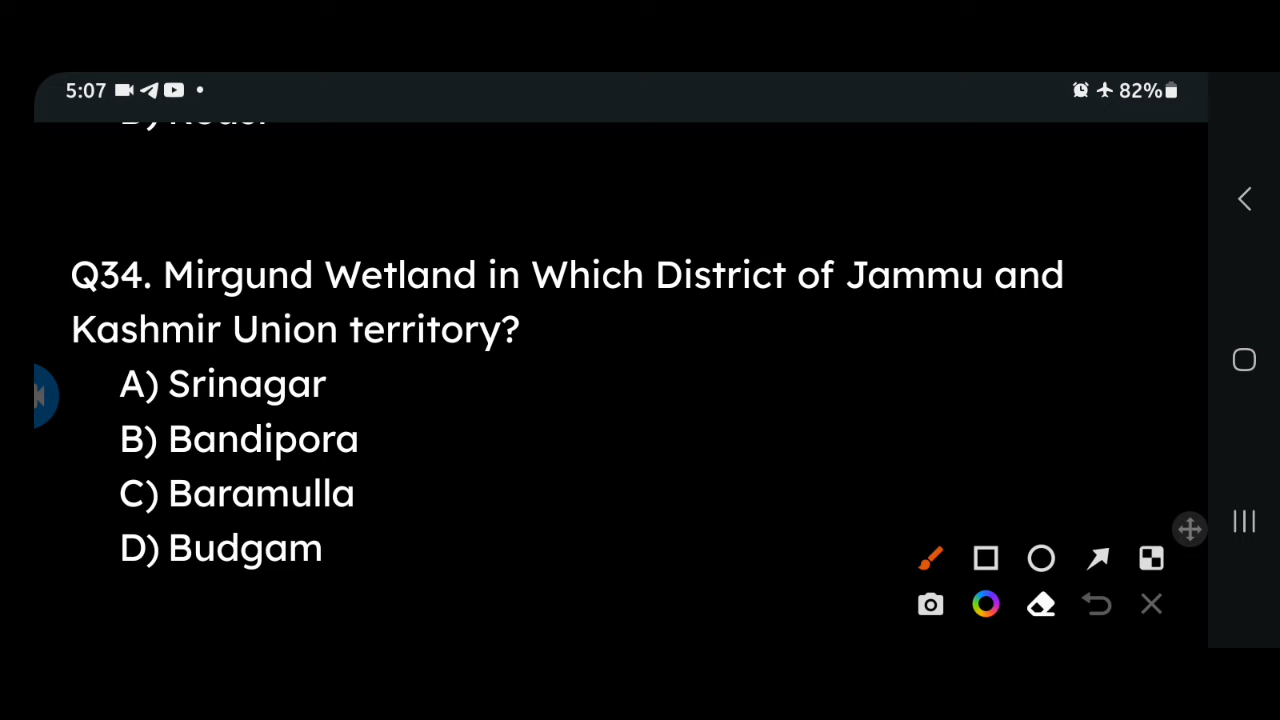 5:07
82%
Q34. Mirgund Wetland in Which District of Jammu and
Kashmir Union territory?
A) Srinagar
B) Bandipora
C) Baramulla
D) Budgam